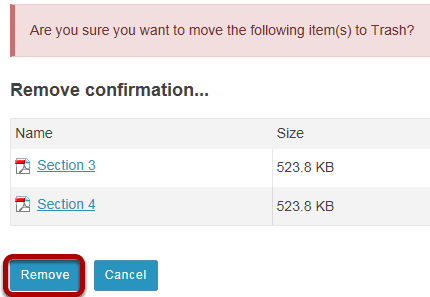 Are you sure you want to move the following item(s) to Trash?
Remove confirmation...
Name Size
Section 3 523.8 KB
Section 4 523.8 KB
Remove Cancel